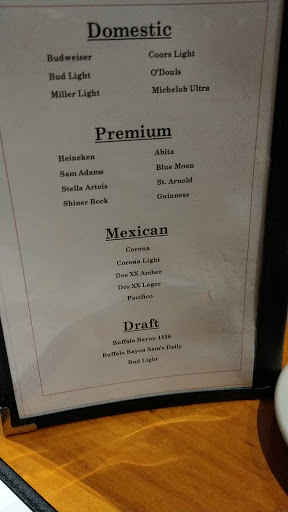 Domestic
Budweiser Coors Light
Bud Light O'Douls
Miller Light Michelob Ultra
Premium
Heineken Abita
Sam Adams Blue Moon
Stella Artois St. Arnold
Shiner Bock Guinness
Mexican
Corona
Corona Light
Dos XX Amber
Dos XX Lager
Pacifico
Draft
Buffalo Bayou 1836
Buffalo Bayou Sam's Daily
Bud Light